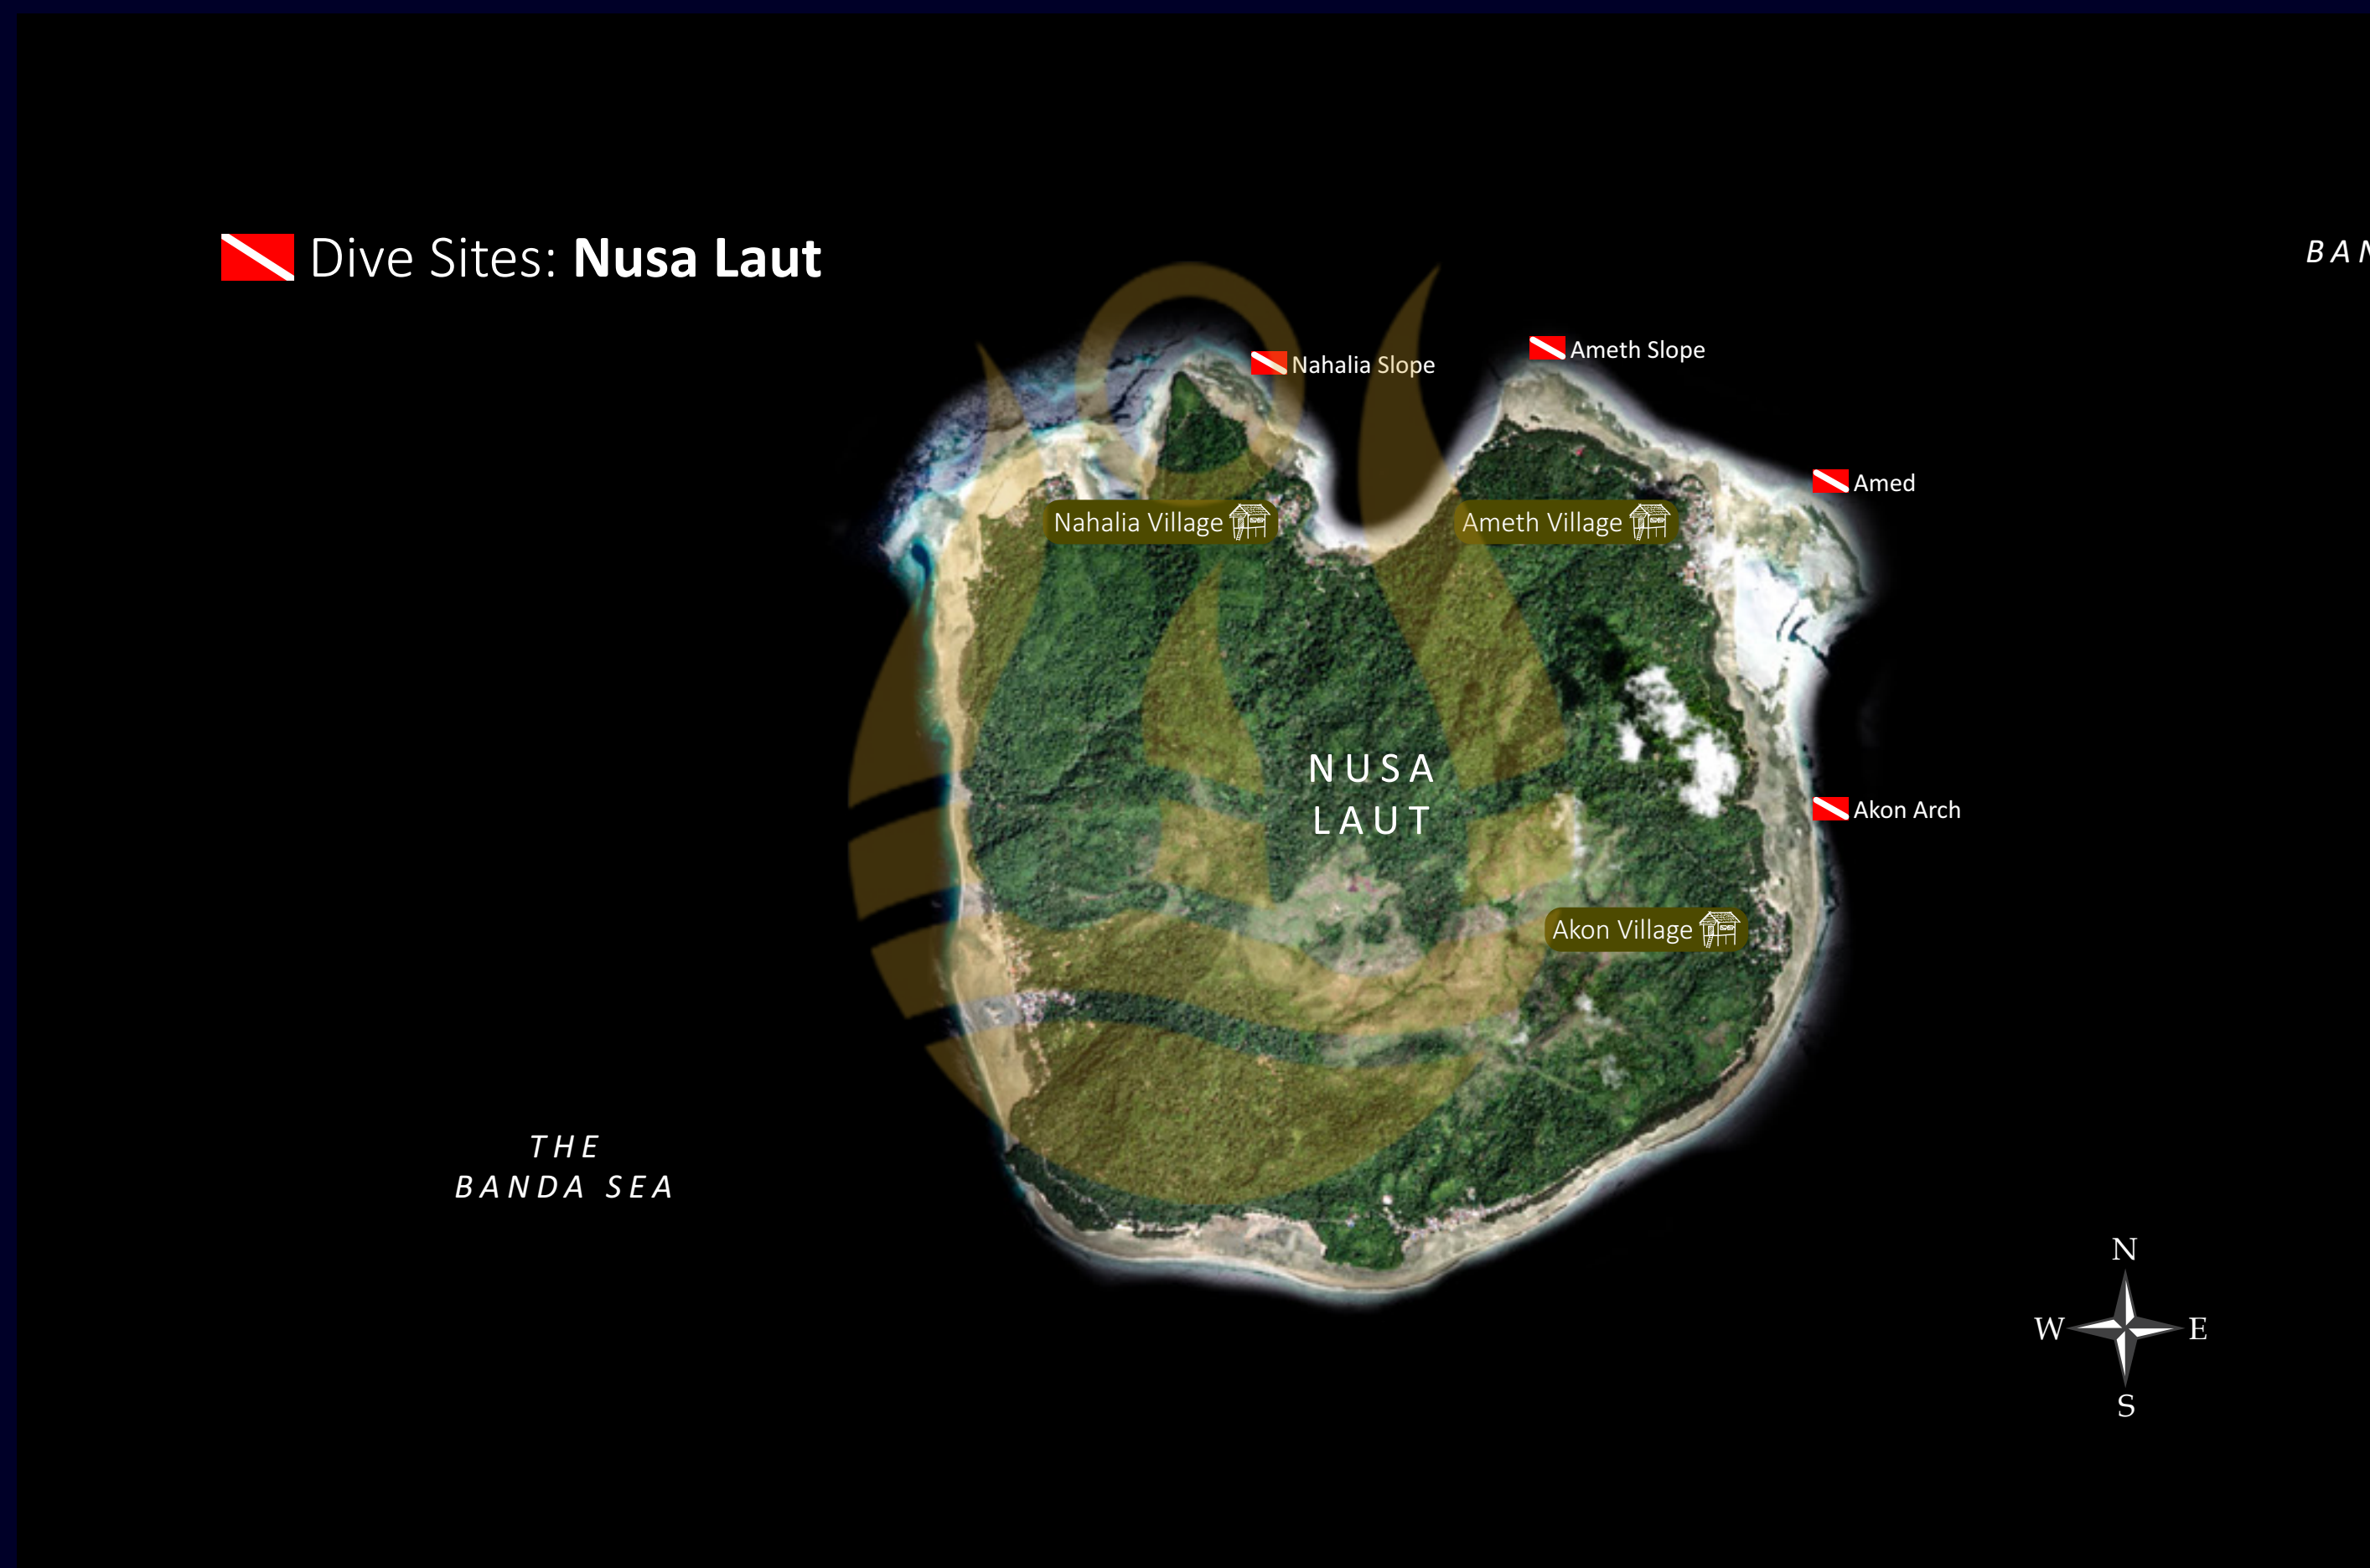 Dive Sites: Nusa Laut
BAN
Ameth Slope
Nahalia Slope
Amed
Nahalia Village
Ameth Village
NUSA
LAUT
Akon Arch
Akon Village
THE
BANDA SEA
N
W E
S